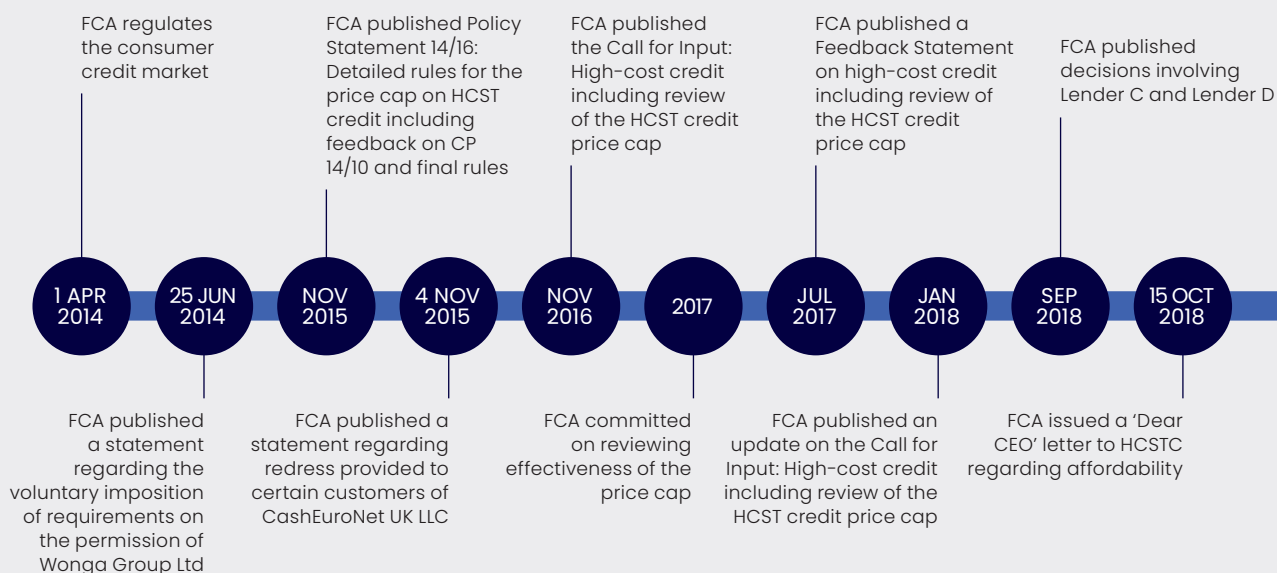 FCA regulates
the consumer
credit market
FCA published Policy
Statement 14/16:
Detailed rules for the
price cap on HCST
credit including
feedback on CP
14/10 and final rules
FCA published
the Call for Input:
High-cost credit
including review
of the HCST credit
price cap
FCA published a
Feedback Statement
on high-cost credit
including review of
the HCST credit
price cap
FCA published
decisions involving
Lender C and Lender D
1 APR
2014
25 JUN
2014
NOV
2015
4 NOV
2015
NOV
2016
2017
JUL
2017
JAN
2018
SEP
2018
15 OCT
2018
FCA published
a statement
regarding the
voluntary imposition
of requirements on
the permission of
Wonga Group Ltd
FCA published a
statement regarding
redress provided to
certain customers of
CashEuroNet UK LLC
FCA committed
on reviewing
effectiveness of the
price cap
FCA published an
update on the Call for
Input: High-cost credit
including review of the
HCST credit price cap
FCA issued a ‘Dear
CEO’ letter to HCSTC
regarding affordability